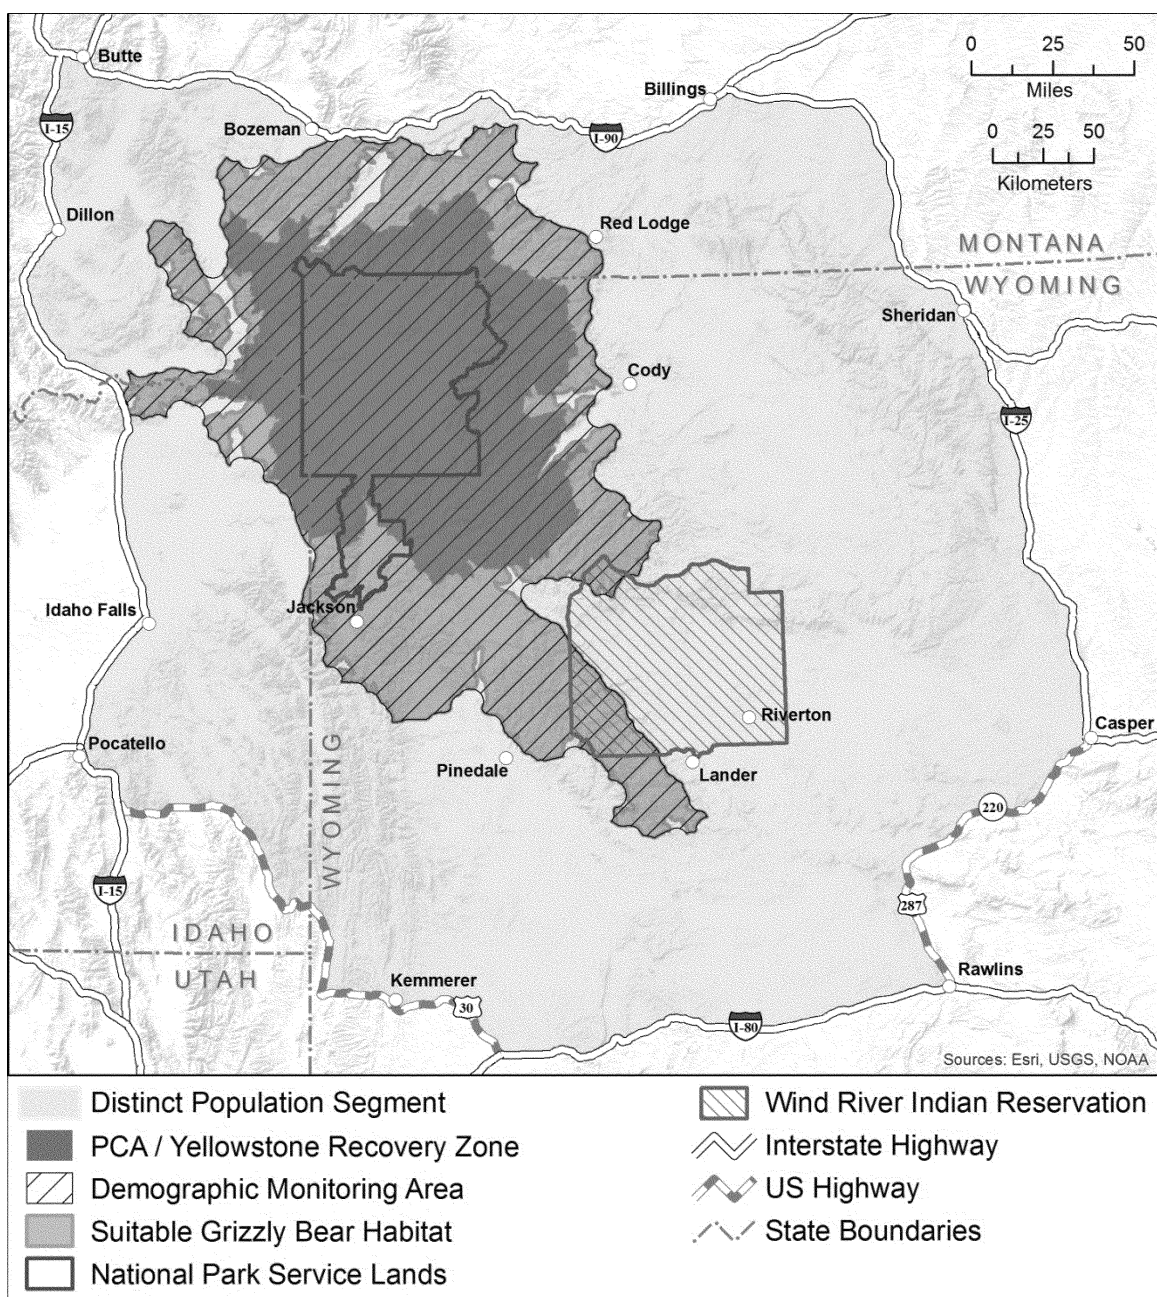 Butte
0 25 50
Miles
Billings
I-15
Bozeman
I-90
0 25 50
Kilometers
Dillon
Red Lodge
MONTANA
WYOMING
Sheridan
Cody
I-25
Idaho Falls
Jackson
Riverton
Casper
Pocatello
WYOMING
Pinedale
Lander
220
I-15
287
IDAHO
UTAH
Kemmerer
Rawlins
30
I-80
Sources: Esri, USGS, NOAA
Distinct Population Segment
PCA / Yellowstone Recovery Zone
Demographic Monitoring Area
Suitable Grizzly Bear Habitat
National Park Service Lands
Wind River Indian Reservation
Interstate Highway
US Highway
State Boundaries